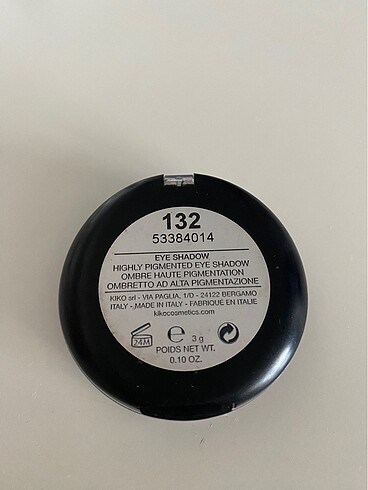 132
53384014
EYE SHADOW
HIGHLY PIGMENTED EYE SHADOW
OMBRE HAUTE PIGMENTATION
OMBRETTO AD ALTA PIGMENTAZIONE
KIKO srl - VIA PAGLIA, 1/D - 24122 BERGAMO
ITALY - MADE IN ITALY - FABRIQUE EN ITALIE
kikocosmetics.com
24M e 3 g
POIDS NET WT.
0.10 OZ.